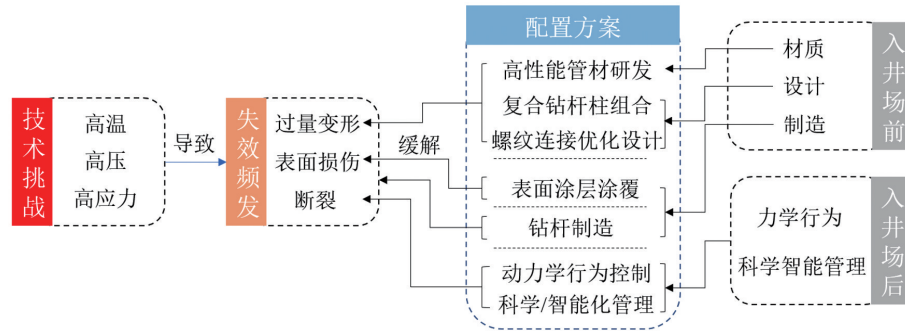 技术挑战
高温
高压
高应力
导致
失效频发
过量变形
表面损伤
断裂
缓解
配置方案
高性能管材研发
复合钻杆柱组合
螺纹连接优化设计
表面涂层涂覆
钻杆制造
动力学行为控制
科学/智能化管理
材质
设计
制造
入井场前
力学行为
科学智能管理
入井场后